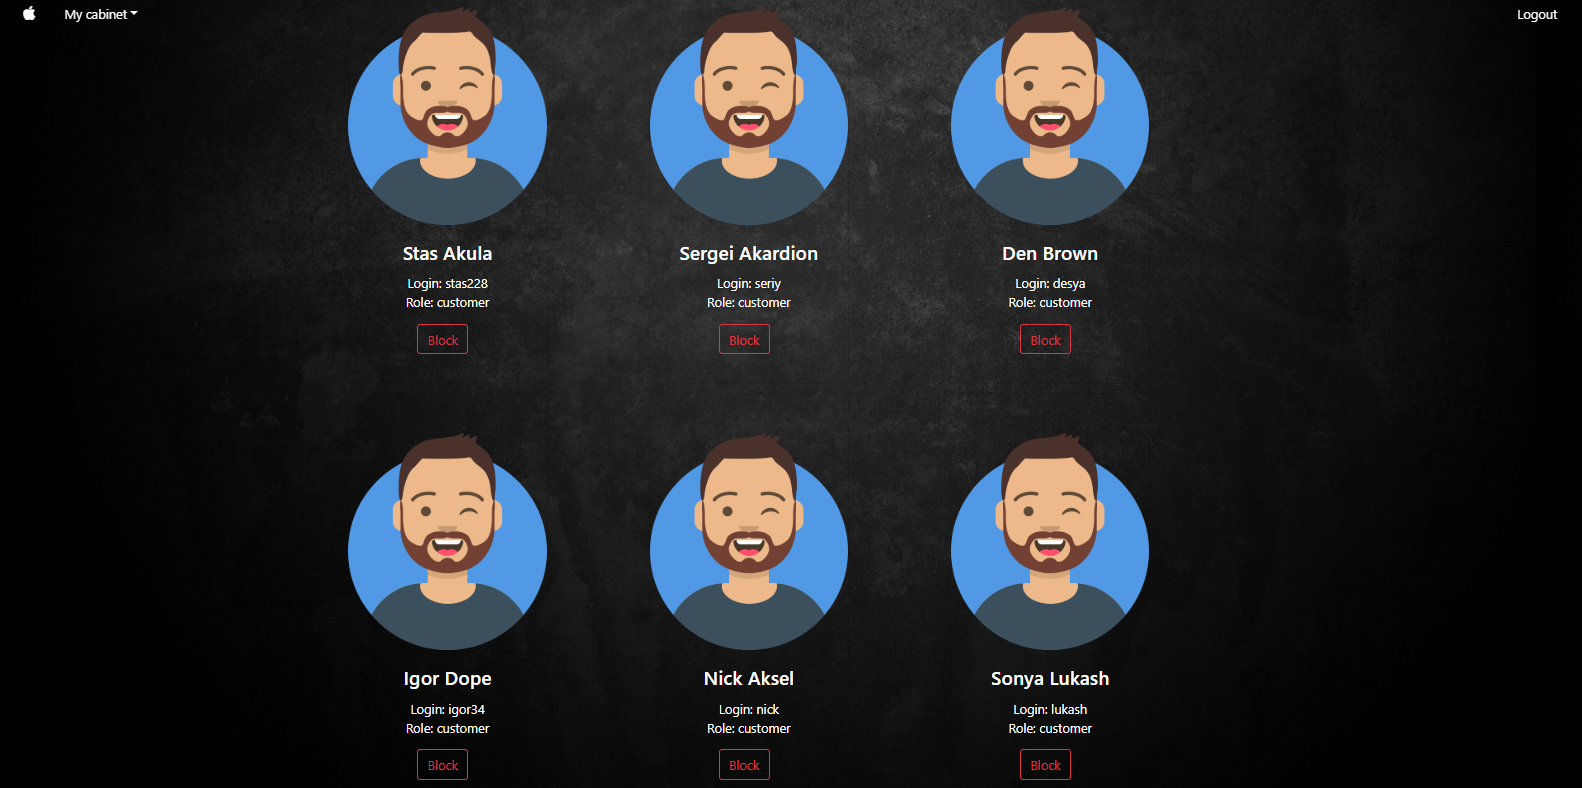 My cabinet
Logout
Stas Akula
Login: stas228
Role: customer
Block
Sergei Akardion
Login: seriy
Role: customer
Block
Den Brown
Login: desya
Role: customer
Block
Igor Dope
Login: igor34
Role: customer
Block
Nick Aksel
Login: nick
Role: customer
Block
Sonya Lukash
Login: lukash
Role: customer
Block